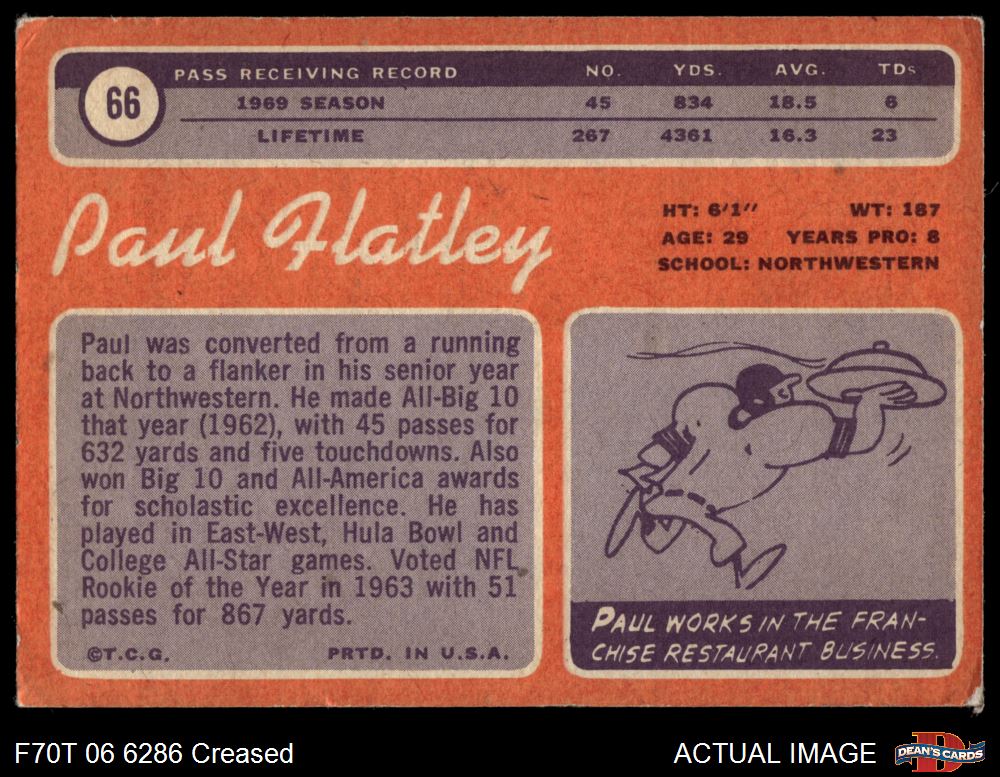 66
PASS RECEIVING RECORD NO. YDS. AVG. TDs
1969 SEASON 45 834 18.5 6
LIFETIME 267 4361 16.3 23
Paul Flatley
HT: 6'1" WT: 187
AGE: 29 YEARS PRO: 8
SCHOOL: NORTHWESTERN
Paul was converted from a running
back to a flanker in his senior year
at Northwestern. He made All-Big 10
that year (1962), with 45 passes for
632 yards and five touchdowns. Also
won Big 10 and All-America awards
for scholastic excellence. He has
played in East-West, Hula Bowl and
College All-Star games. Voted NFL
Rookie of the Year in 1963 with 51
passes for 867 yards.
©T.C.G. PRTD. IN U.S.A.
PAUL WORKS IN THE FRAN-
CHISE RESTAURANT BUSINESS.
F70T 06 6286 Creased
ACTUAL IMAGE
D
DEAN'S CARDS